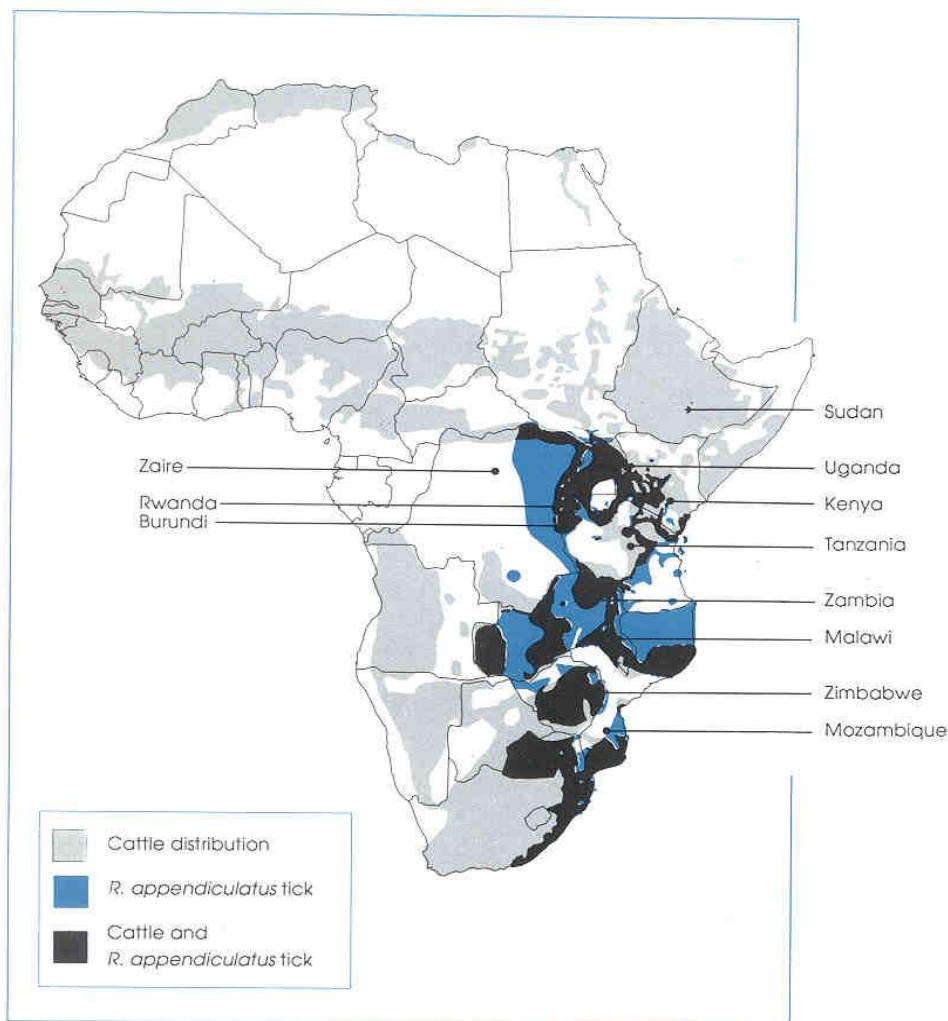 Sudan
Zaire
Uganda
Rwanda
Kenya
Burundi
Tanzania
Zambia
Malawi
Zimbabwe
Mozambique
Cattle distribution
R. appendiculatus tick
Cattle and
R. appendiculatus tick